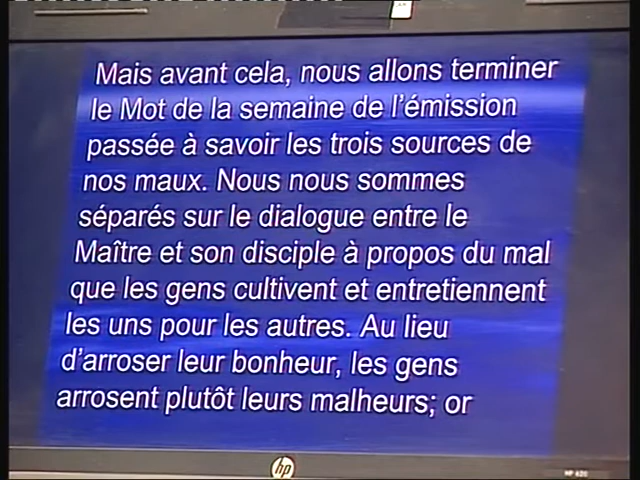 Mais avant cela, nous allons terminer
le Mot de la semaine de l'émission
passée à savoir les trois sources de
nos maux. Nous nous sommes
séparés sur le dialogue entre le
Maître et son disciple à propos du mal
que les gens cultivent et entretiennent
les uns pour les autres. Au lieu
d'arroser leur bonheur, les gens
arrosent plutôt leurs malheurs; or
hp
HP 620